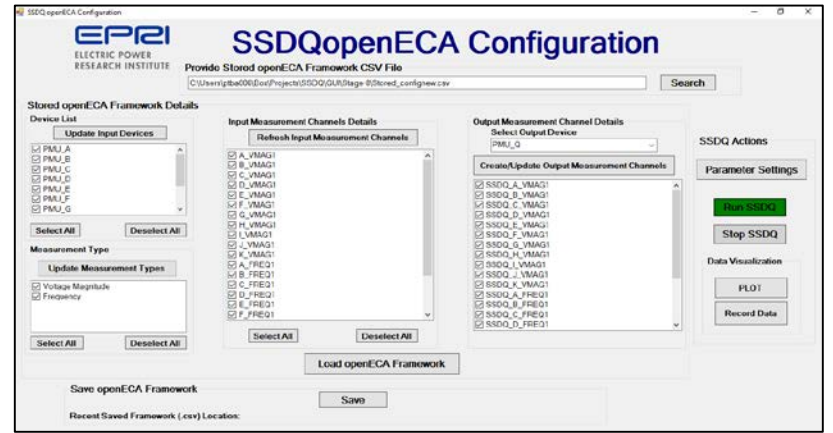 SSDQ openECA Configuration
EPRI
ELECTRIC POWER
RESEARCH INSTITUTE
SSDQopenECA Configuration
Provide Stored openECA Framework CSV File
Search
Stored openECA Framework Details
Device List
Update Input Devices
PMU_A
PMU_B
PMU_C
PMU_D
PMU_E
PMU_F
PMU_G
Select All
Deselect All
Measurement Type
Update Measurement Types
Voltage Magnitude
Frequency
Select All
Deselect All
Input Measurement Channels Details
Refresh Input Measurement Channels
A_VMAG1
B_VMAG1
C_VMAG1
D_VMAG1
E_VMAG1
F_VMAG1
G_VMAG1
H_VMAG1
I_VMAG1
J_VMAG1
K_VMAG1
A_FREQ1
B_FREQ1
C_FREQ1
D_FREQ1
E_FREQ1
F_FREQ1
Select All
Deselect All
Output Measurement Channel Details
Select Output Device
PMU_Q
Create/Update Output Measurement Channels
SSDQ_A_VMAG1
SSDQ_B_VMAG1
SSDQ_C_VMAG1
SSDQ_D_VMAG1
SSDQ_E_VMAG1
SSDQ_F_VMAG1
SSDQ_G_VMAG1
SSDQ_H_VMAG1
SSDQ_I_VMAG1
SSDQ_J_VMAG1
SSDQ_K_VMAG1
SSDQ_A_FREQ1
SSDQ_B_FREQ1
SSDQ_C_FREQ1
SSDQ_D_FREQ1
SSDQ Actions
Parameter Settings
Run SSDQ
Stop SSDQ
Data Visualization
PLOT
Record Data
Load openECA Framework
Save openECA Framework
Save
Recent Saved Framework (.csv) Location: